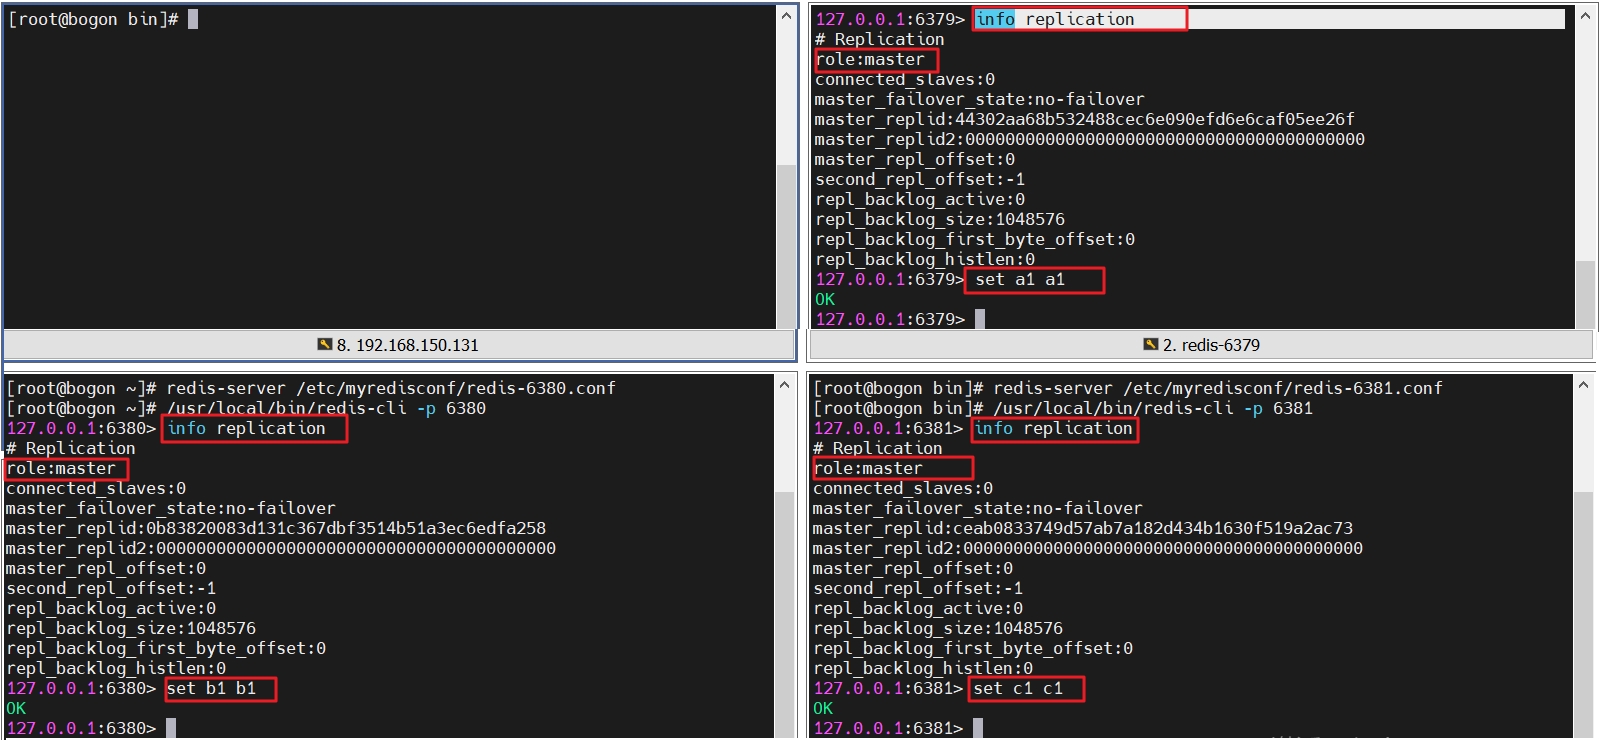 [root@bogon bin]#
8. 192.168.150.131
127.0.0.1:6379> info replication
# Replication
role:master
connected_slaves:0
master_failover_state:no-failover
master_replid:44302aa68b532488cec6e090efd6e6caf05ee26f
master_replid2:0000000000000000000000000000000000000000
master_repl_offset:0
second_repl_offset:-1
repl_backlog_active:0
repl_backlog_size:1048576
repl_backlog_first_byte_offset:0
repl_backlog_histlen:0
127.0.0.1:6379> set a1 a1
OK
127.0.0.1:6379>
2. redis-6379
[root@bogon ~]# redis-server /etc/myredisconf/redis-6380.conf
[root@bogon ~]# /usr/local/bin/redis-cli -p 6380
127.0.0.1:6380> info replication
# Replication
role:master
connected_slaves:0
master_failover_state:no-failover
master_replid:0b83820083d131c367dbf3514b51a3ec6edfa258
master_replid2:0000000000000000000000000000000000000000
master_repl_offset:0
second_repl_offset:-1
repl_backlog_active:0
repl_backlog_size:1048576
repl_backlog_first_byte_offset:0
repl_backlog_histlen:0
127.0.0.1:6380> set b1 b1
OK
127.0.0.1:6380>
[root@bogon bin]# redis-server /etc/myredisconf/redis-6381.conf
[root@bogon bin]# /usr/local/bin/redis-cli -p 6381
127.0.0.1:6381> info replication
# Replication
role:master
connected_slaves:0
master_failover_state:no-failover
master_replid:ceab0833749d57ab7a182d434b1630f519a2ac73
master_replid2:0000000000000000000000000000000000000000
master_repl_offset:0
second_repl_offset:-1
repl_backlog_active:0
repl_backlog_size:1048576
repl_backlog_first_byte_offset:0
repl_backlog_histlen:0
127.0.0.1:6381> set c1 c1
OK
127.0.0.1:6381>